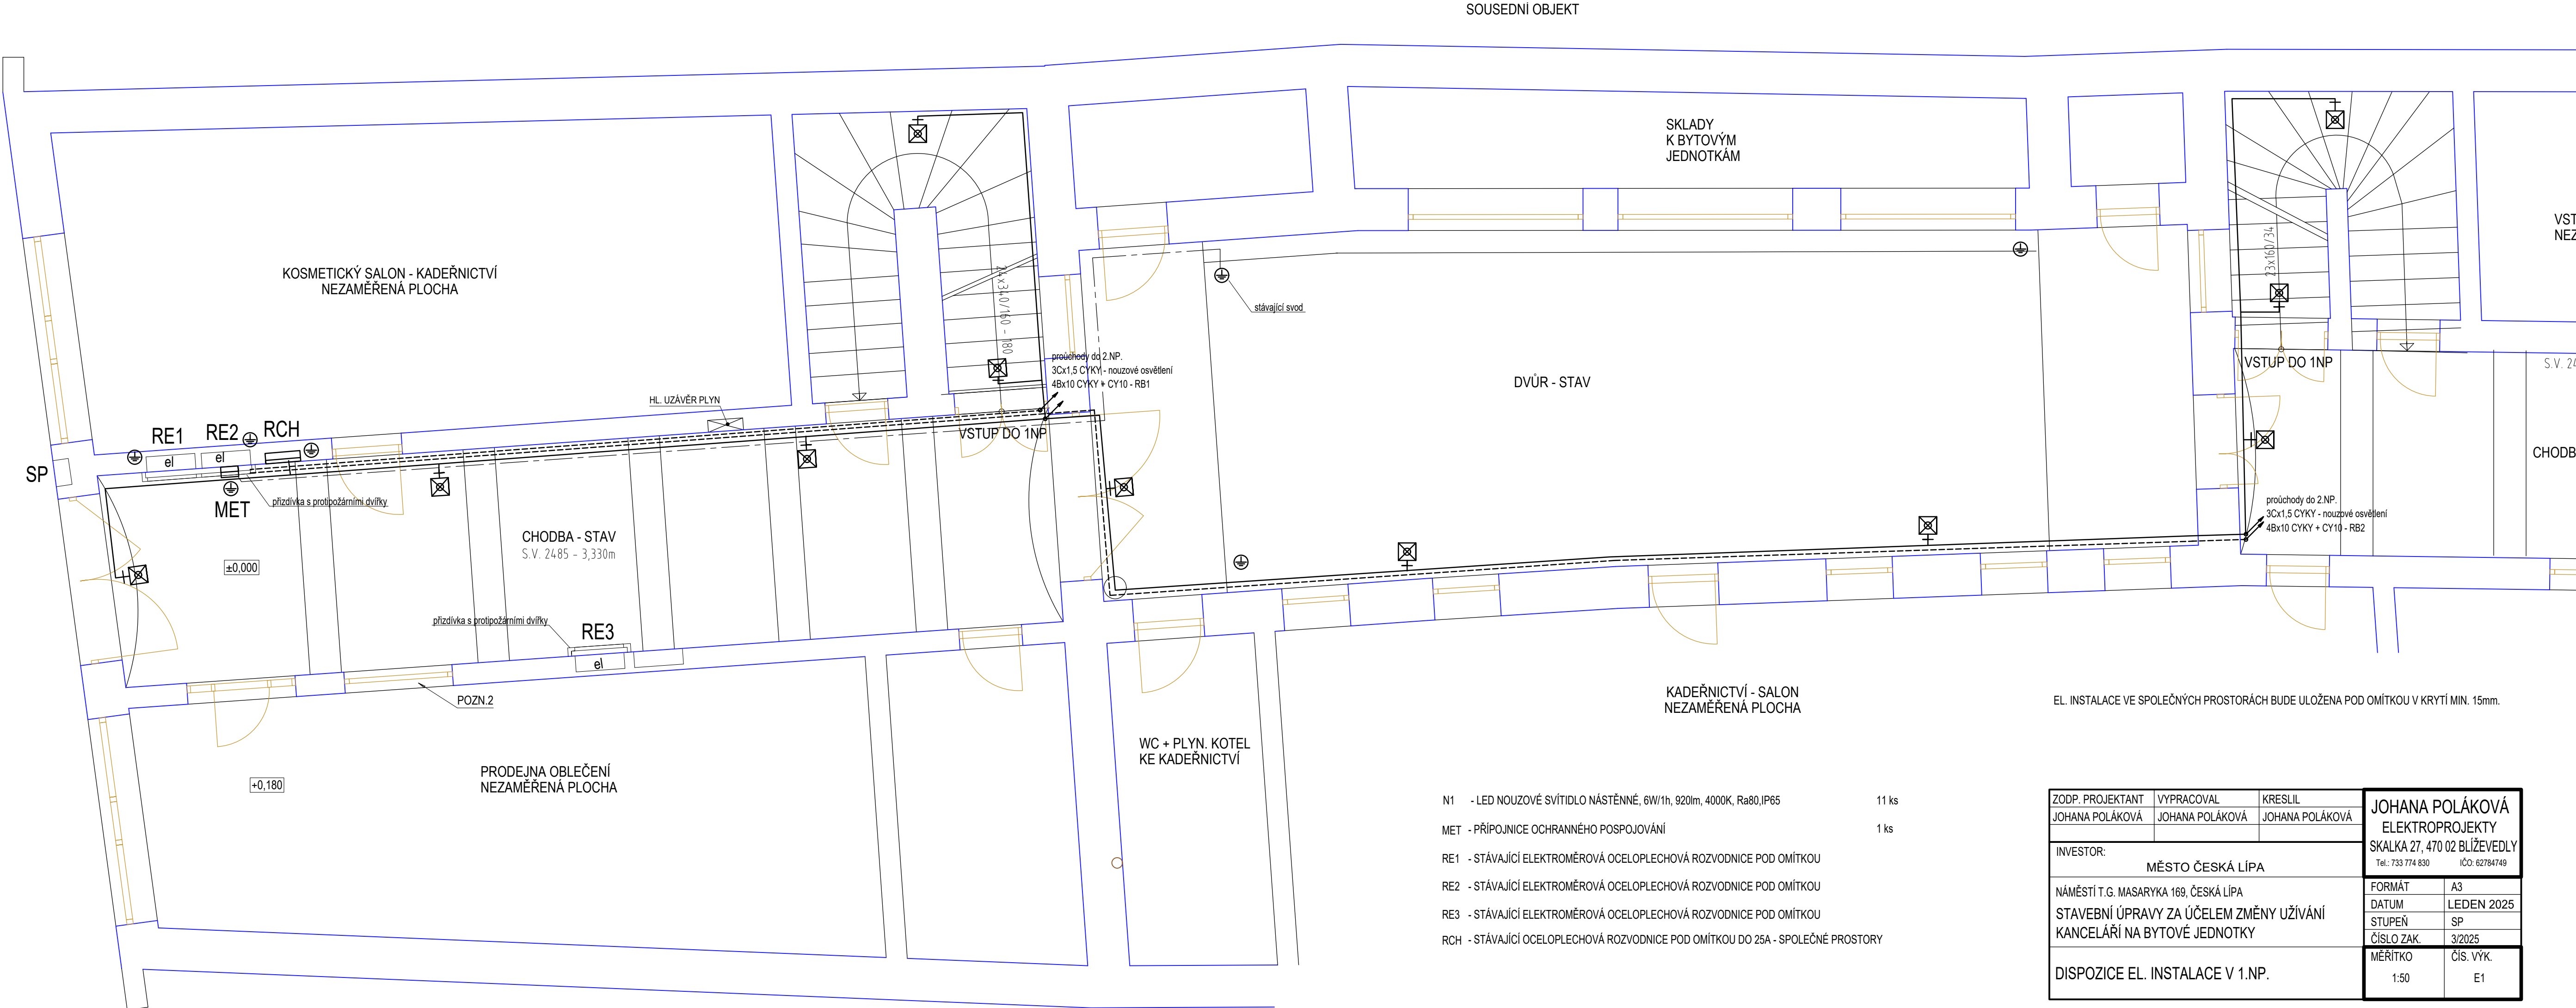 SOUSEDNÍ OBJEKT
SKLADY
K BYTOVÝM
JEDNOTKÁM
KOSMETICKÝ SALON - KADEŘNICTVÍ
NEZAMĚŘENÁ PLOCHA
23x160/34
VST
NEZ
stávající svod
proůchody do 2.NP.
3Cx1,5 CYKY - nouzové osvětlení
4Bx10 CYKY + CY10 - RB1
DVŮR - STAV
VSTUP DO 1NP
S.V. 24
HL. UZÁVĚR PLYN
RE1
RE2
RCH
el
el
VSTUP DO 1NP
SP
CHODB
MET
přizdívka s protipožárními dvířky
proůchody do 2.NP.
3Cx1,5 CYKY - nouzové osvětlení
4Bx10 CYKY + CY10 - RB2
CHODBA - STAV
S.V. 2485 - 3,330m
±0,000
přizdívka s protipožárními dvířky
RE3
el
POZN.2
KADEŘNICTVÍ - SALON
NEZAMĚŘENÁ PLOCHA
EL. INSTALACE VE SPOLEČNÝCH PROSTORÁCH BUDE ULOŽENA POD OMÍTKOU V KRYTÍ MIN. 15mm.
WC + PLYN. KOTEL
KE KADEŘNICTVÍ
PRODEJNA OBLEČENÍ
NEZAMĚŘENÁ PLOCHA
+0,180
N1 - LED NOUZOVÉ SVÍTIDLO NÁSTĚNNÉ, 6W/1h, 920lm, 4000K, Ra80,IP65 11 ks
MET - PŘÍPOJNICE OCHRANNÉHO POSPOJOVÁNÍ 1 ks
RE1 - STÁVAJÍCÍ ELEKTROMĚROVÁ OCELOPLECHOVÁ ROZVODNICE POD OMÍTKOU
RE2 - STÁVAJÍCÍ ELEKTROMĚROVÁ OCELOPLECHOVÁ ROZVODNICE POD OMÍTKOU
RE3 - STÁVAJÍCÍ ELEKTROMĚROVÁ OCELOPLECHOVÁ ROZVODNICE POD OMÍTKOU
RCH - STÁVAJÍCÍ OCELOPLECHOVÁ ROZVODNICE POD OMÍTKOU DO 25A - SPOLEČNÉ PROSTORY
ZODP. PROJEKTANT VYPRACOVAL KRESLIL
JOHANA POLÁKOVÁ JOHANA POLÁKOVÁ JOHANA POLÁKOVÁ
JOHANA POLÁKOVÁ
ELEKTROPROJEKTY
SKALKA 27, 470 02 BLÍŽEVEDLY
Tel.: 733 774 830 IČO: 62784749
INVESTOR:
MĚSTO ČESKÁ LÍPA
NÁMĚSTÍ T.G. MASARYKA 169, ČESKÁ LÍPA
STAVEBNÍ ÚPRAVY ZA ÚČELEM ZMĚNY UŽÍVÁNÍ
KANCELÁŘÍ NA BYTOVÉ JEDNOTKY
FORMÁT A3
DATUM LEDEN 2025
STUPEŇ SP
ČÍSLO ZAK. 3/2025
MĚŘÍTKO ČÍS. VÝK.
1:50 E1
DISPOZICE EL. INSTALACE V 1.NP.